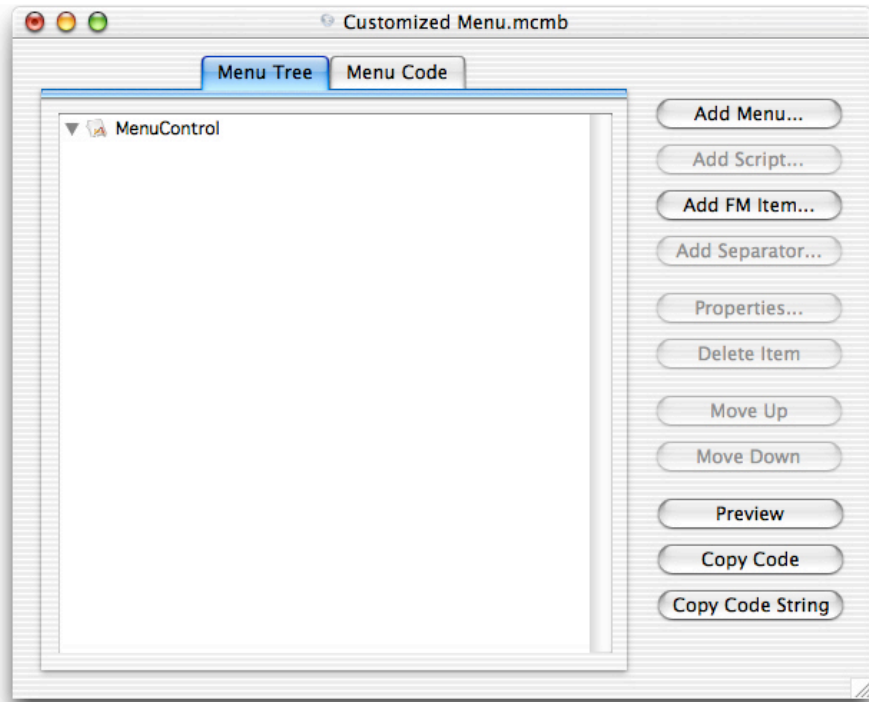 Customized Menu.mcmb
Menu Tree
Menu Code
MenuControl
Add Menu...
Add Script...
Add FM Item...
Add Separator...
Properties...
Delete Item
Move Up
Move Down
Preview
Copy Code
Copy Code String